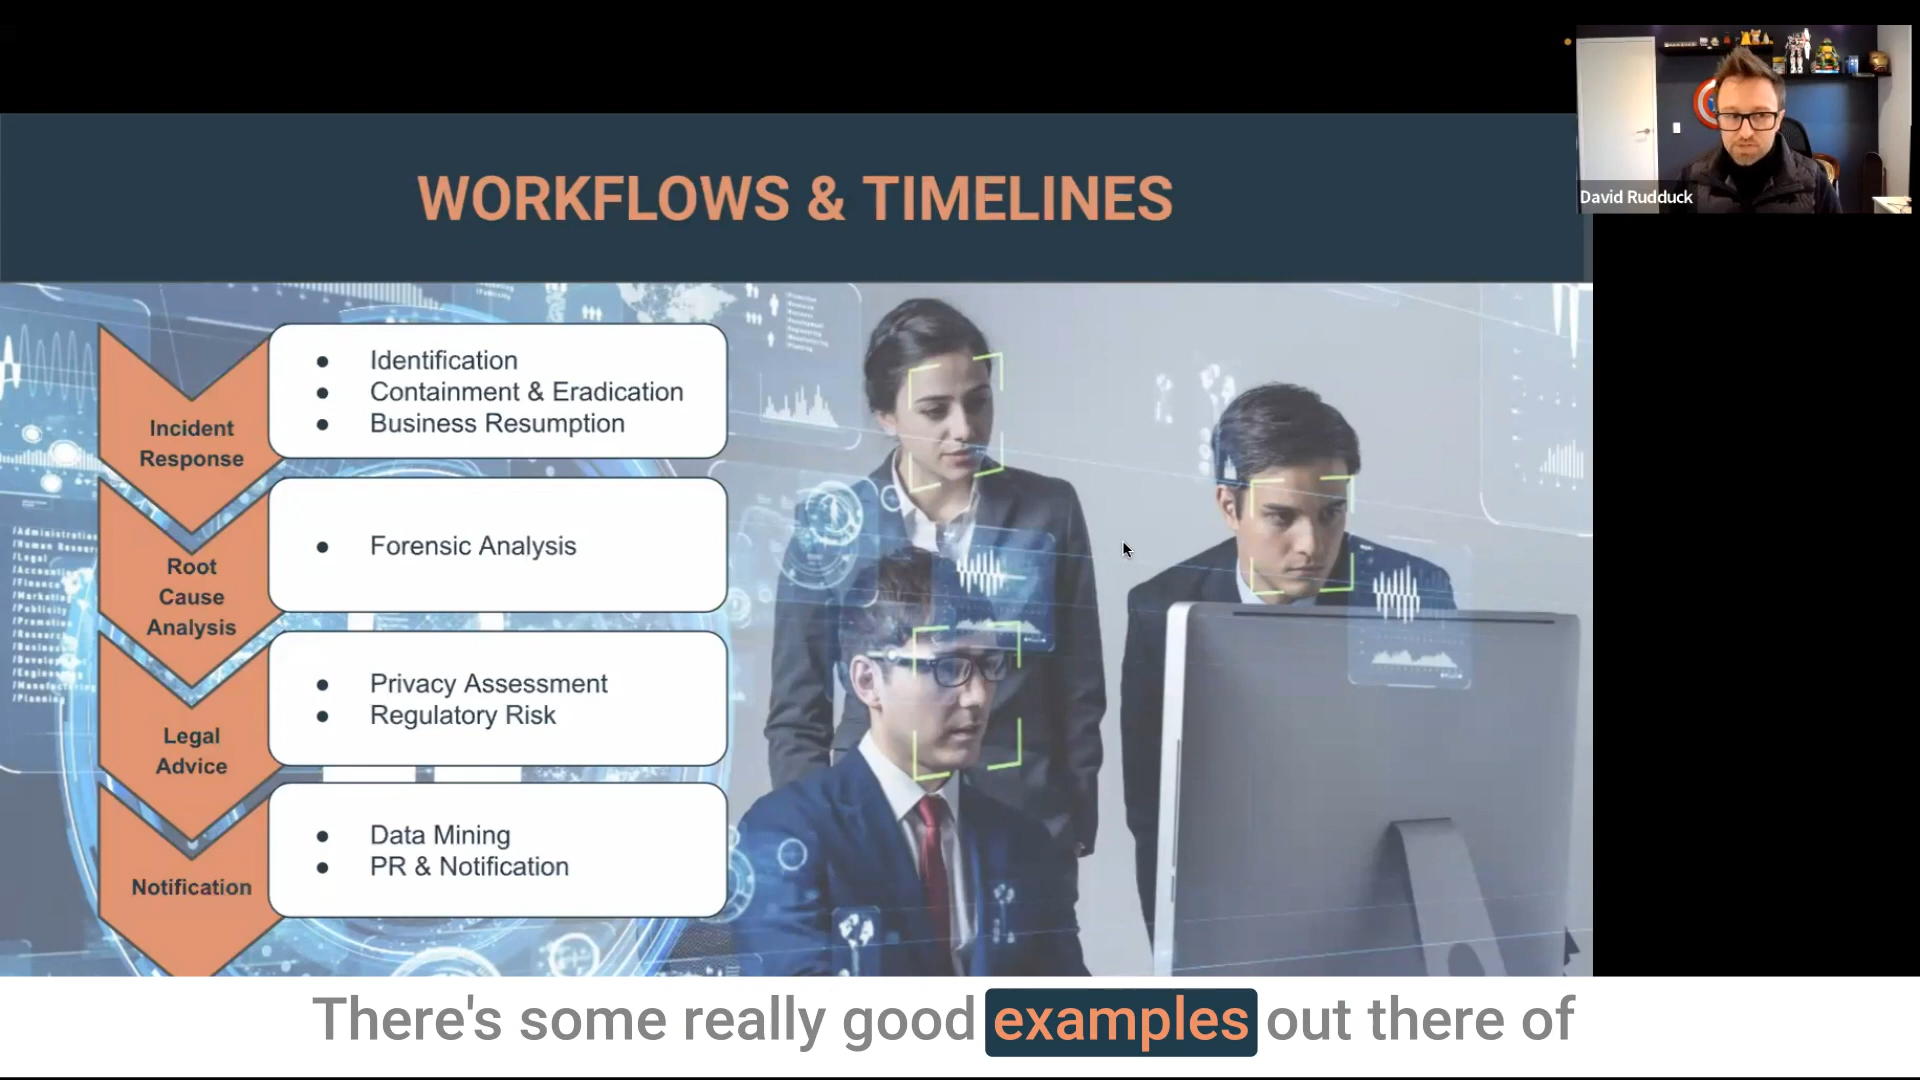 David Rudduck
WORKFLOWS & TIMELINES
Incident
Response
● Identification
● Containment & Eradication
● Business Resumption
Root
Cause
Analysis
● Forensic Analysis
Legal
Advice
● Privacy Assessment
● Regulatory Risk
Notification
● Data Mining
● PR & Notification
There's some really good examples out there of